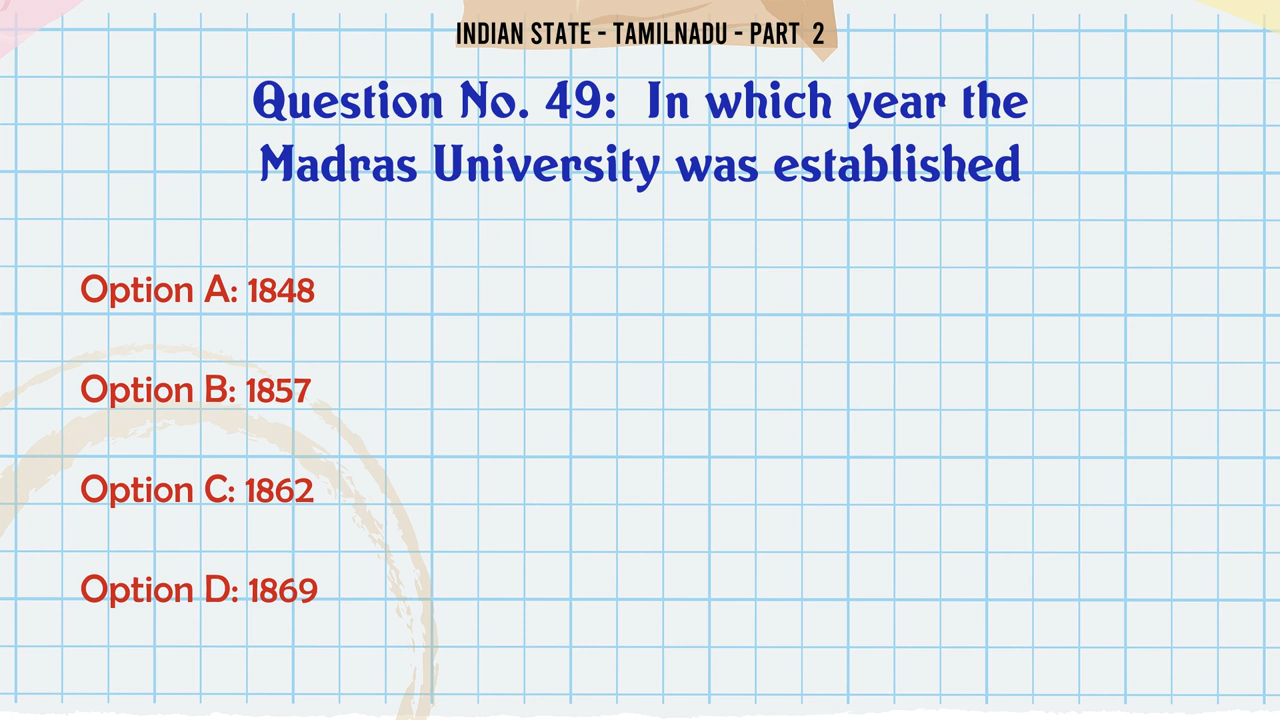 INDIAN STATE - TAMILNADU - PART 2
Question No. 49: In which year the
Madras University was established
Option A: 1848
Option B: 1857
Option C: 1862
Option D: 1869